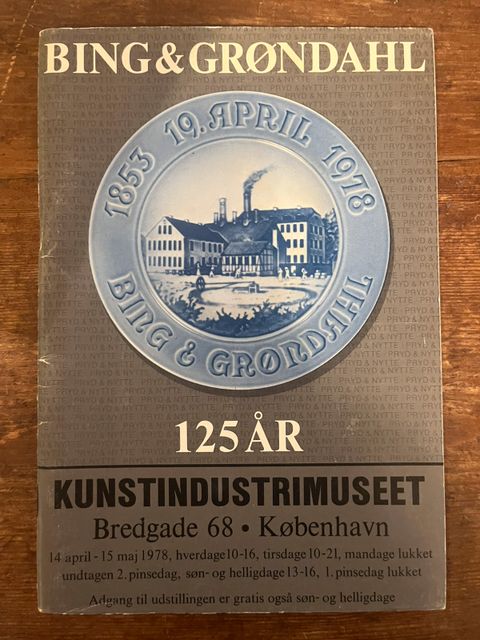 BING & GRØNDAHL
1853 19. APRIL 1978
BING & GRØNDAHL
125 ÅR
KUNSTINDUSTRIMUSEET
Bredgade 68 • København
14 april - 15 maj 1978, hverdage 10-16, tirsdage 10-21, mandage lukket
undtagen 2. pinsedag, søn- og helligdage 13-16, 1. pinsedag lukket
Adgang til udstillingen er gratis også søn- og helligdage
PRYD & NYTTE